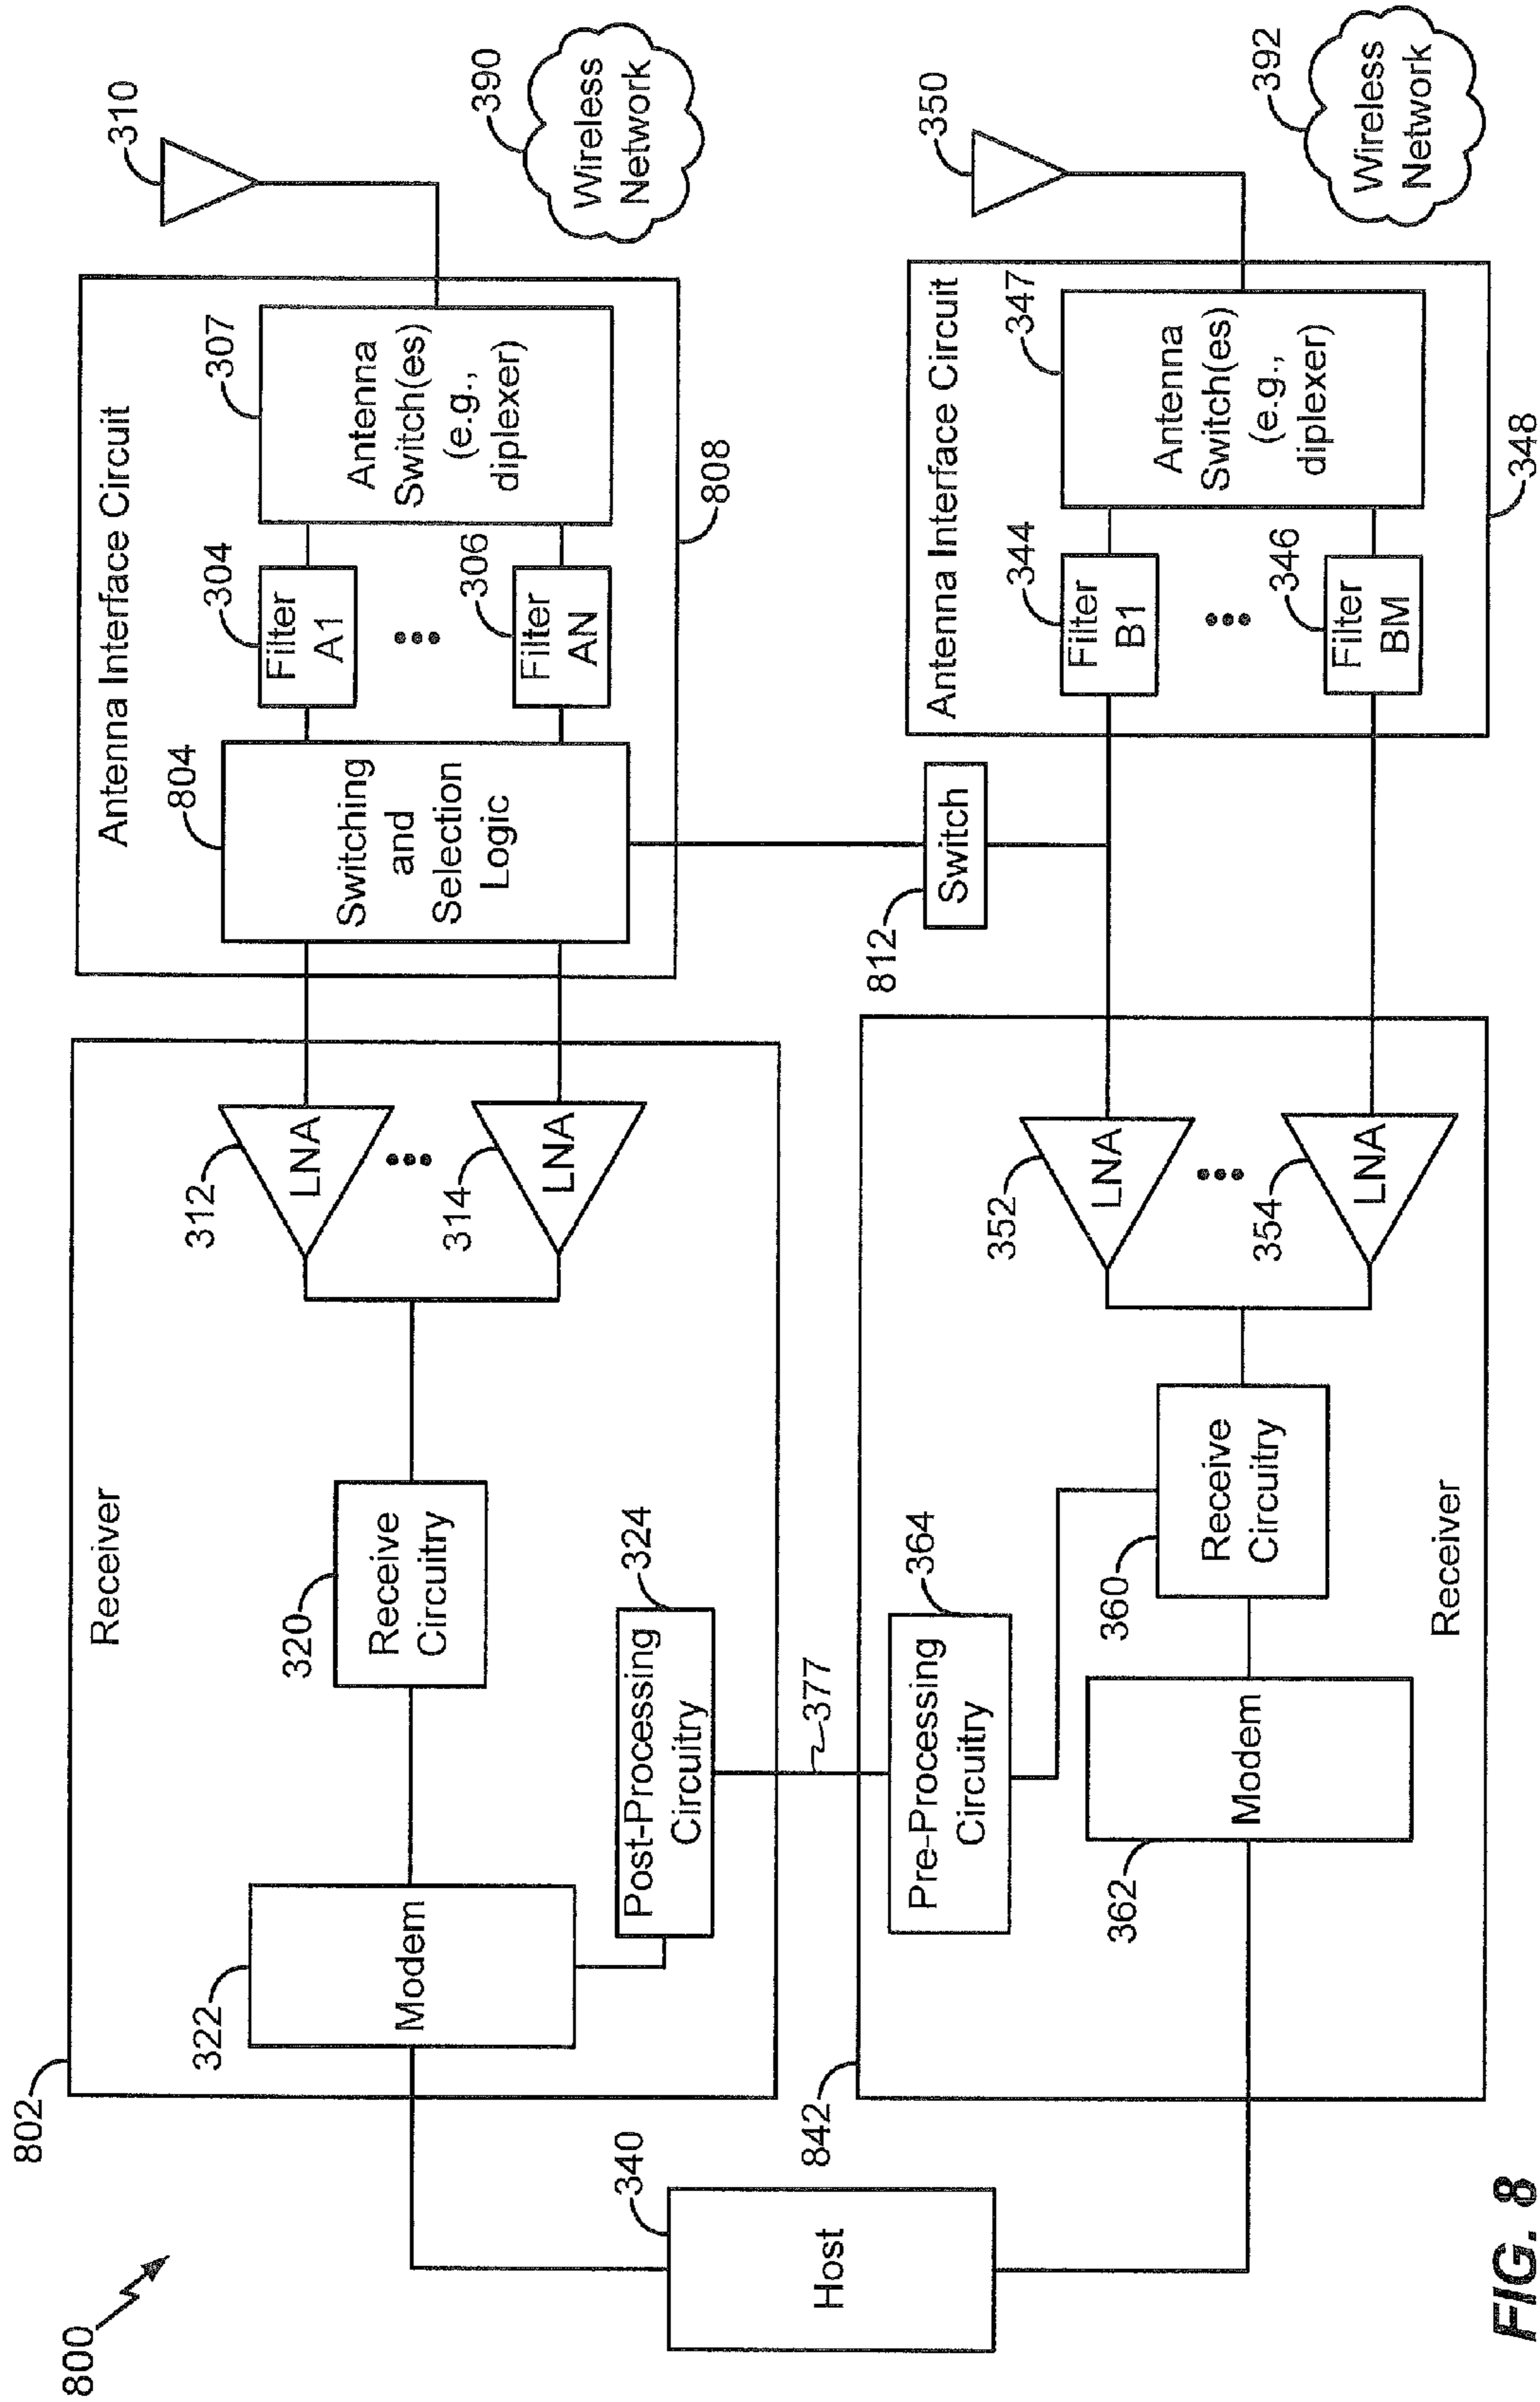 800
802
Receiver
322
Modem
320
Receive
Circuitry
Post-Processing
Circuitry
324
312
LNA
314
LNA
Antenna Interface Circuit
804
Switching
and
Selection
Logic
304
Filter
A1
306
Filter
AN
307
Antenna
Switch(es)
(e.g.,
diplexer)
808
310
390
Wireless
Network
340
Host
377
842
Pre-Processing
Circuitry
364
362
Modem
360
Receive
Circuitry
Receiver
352
LNA
354
LNA
812
Switch
Antenna Interface Circuit
344
Filter
B1
346
Filter
BM
347
Antenna
Switch(es)
(e.g.,
diplexer)
348
350
392
Wireless
Network
FIG. 8